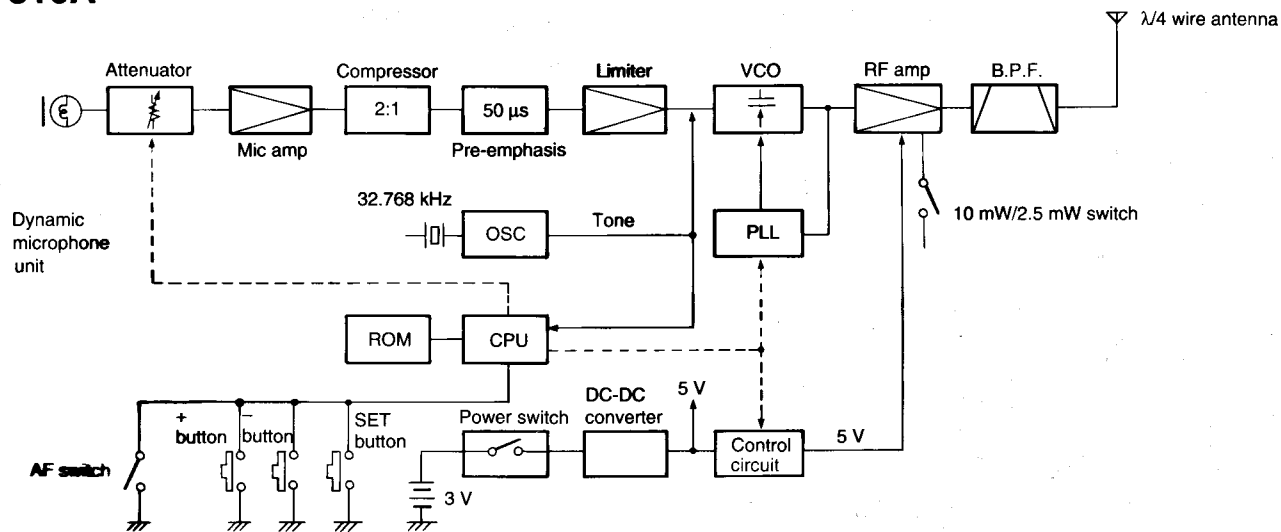 λ/4 wire antenna
Attenuator
Compressor
Limiter
VCO
RF amp
B.P.F.
2:1
50 µs
Mic amp
Pre-emphasis
32.768 kHz
OSC
Tone
PLL
10 mW/2.5 mW switch
Dynamic
microphone
unit
ROM
CPU
+
button
−
button
SET
button
AF switch
Power switch
DC-DC
converter
5 V
Control
circuit
5 V
3 V